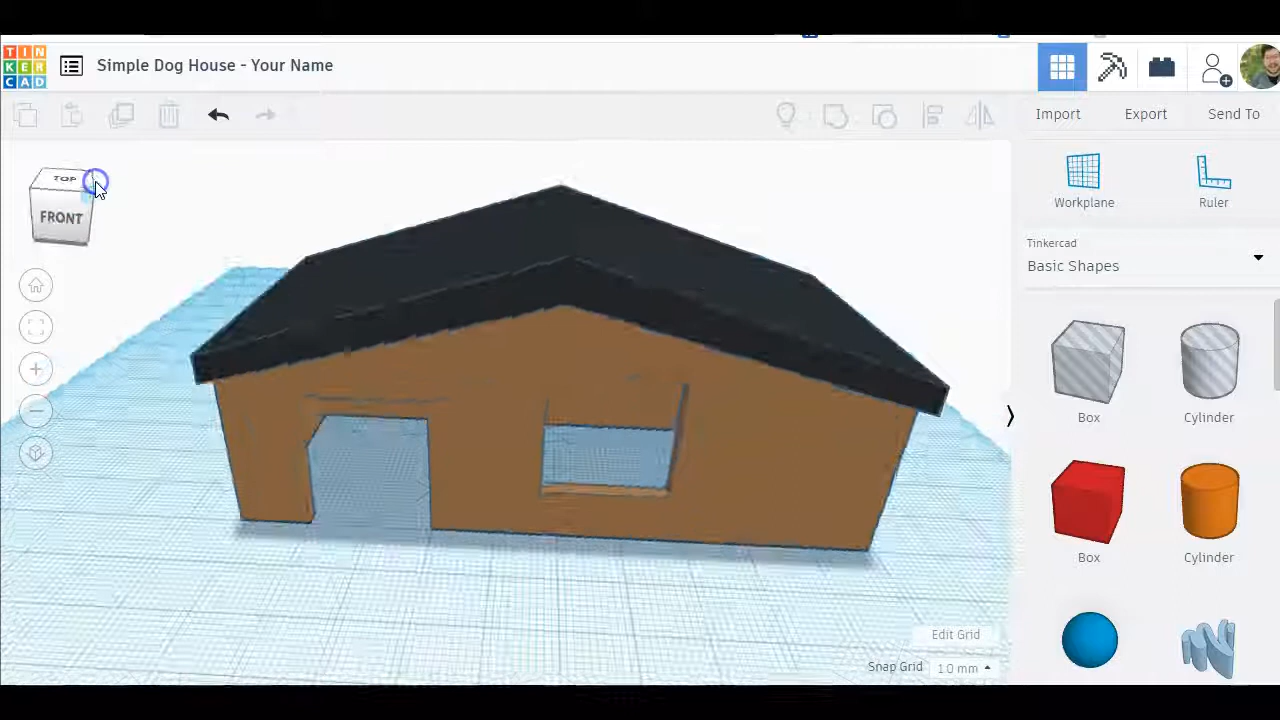 TIN
KER
CAD
Simple Dog House - Your Name
Import
Export
Send To
TOP
FRONT
Workplane
Ruler
Tinkercad
Basic Shapes
Box
Cylinder
Box
Cylinder
Edit Grid
Snap Grid
1.0 mm